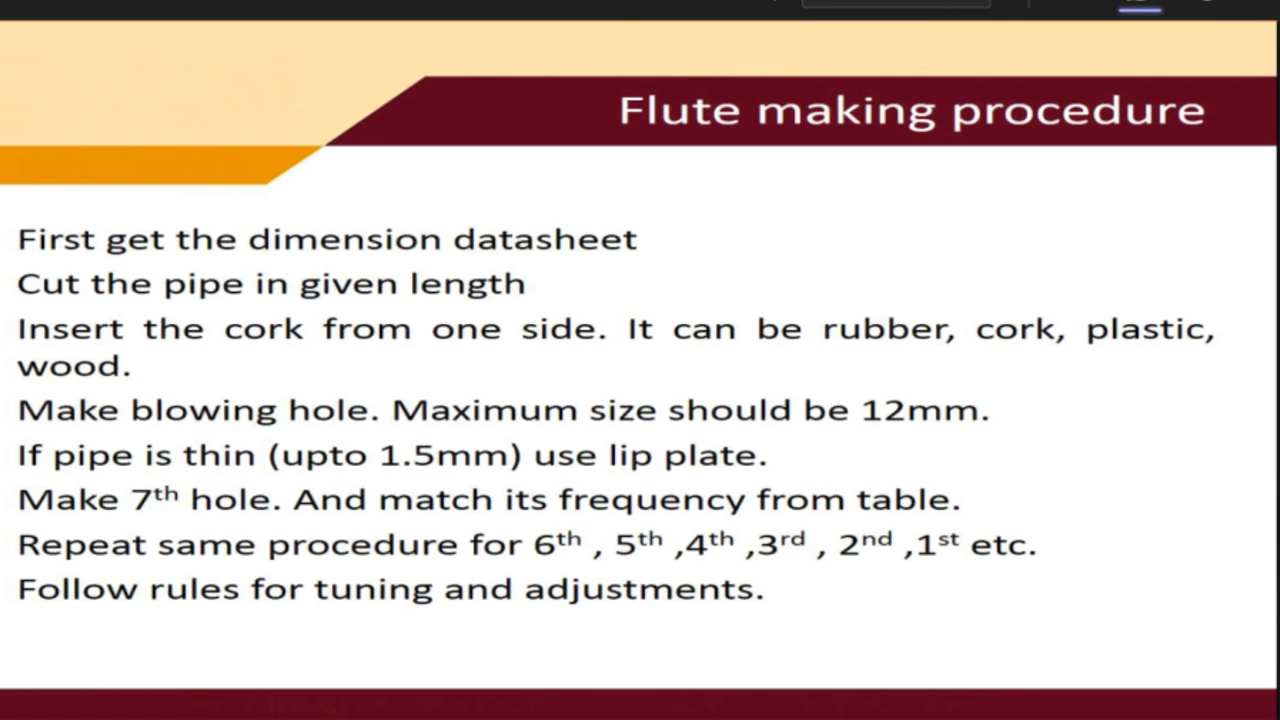 Flute making procedure
First get the dimension datasheet
Cut the pipe in given length
Insert the cork from one side. It can be rubber, cork, plastic,
wood.
Make blowing hole. Maximum size should be 12mm.
If pipe is thin (upto 1.5mm) use lip plate.
Make 7th hole. And match its frequency from table.
Repeat same procedure for 6th , 5th ,4th ,3rd , 2nd ,1st etc.
Follow rules for tuning and adjustments.